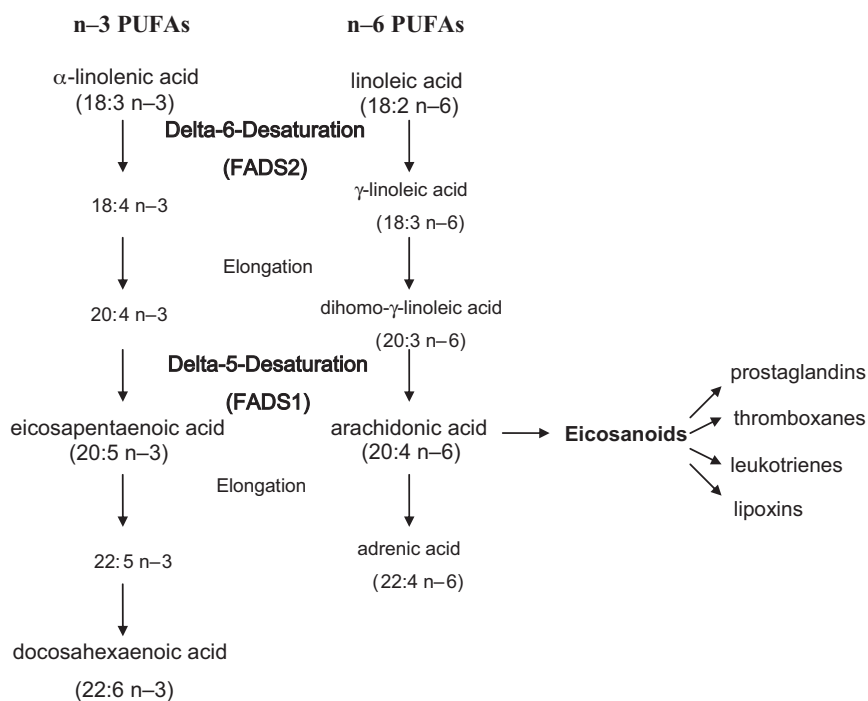 n–3 PUFAs
n–6 PUFAs
α-linolenic acid
(18:3 n–3)
linoleic acid
(18:2 n–6)
Delta-6-Desaturation
(FADS2)
18:4 n–3
γ-linoleic acid
(18:3 n–6)
Elongation
20:4 n–3
dihomo-γ-linoleic acid
(20:3 n–6)
Delta-5-Desaturation
(FADS1)
eicosapentaenoic acid
(20:5 n–3)
arachidonic acid
(20:4 n–6)
Eicosanoids
prostaglandins
thromboxanes
leukotrienes
lipoxins
Elongation
22:5 n–3
adrenic acid
(22:4 n–6)
docosahexaenoic acid
(22:6 n–3)